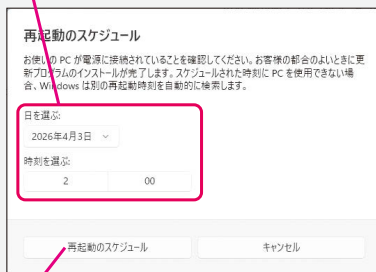 再起動のスケジュール
お使いの PC が電源に接続されていることを確認してください。お客様の都合のよいときに更
新プログラムのインストールが完了します。スケジュールされた時刻に PC を使用できない場
合、Windows は別の再起動時刻を自動的に検索します。
日を選ぶ:
2026年4月3日
時刻を選ぶ:
2 00
再起動のスケジュール キャンセル